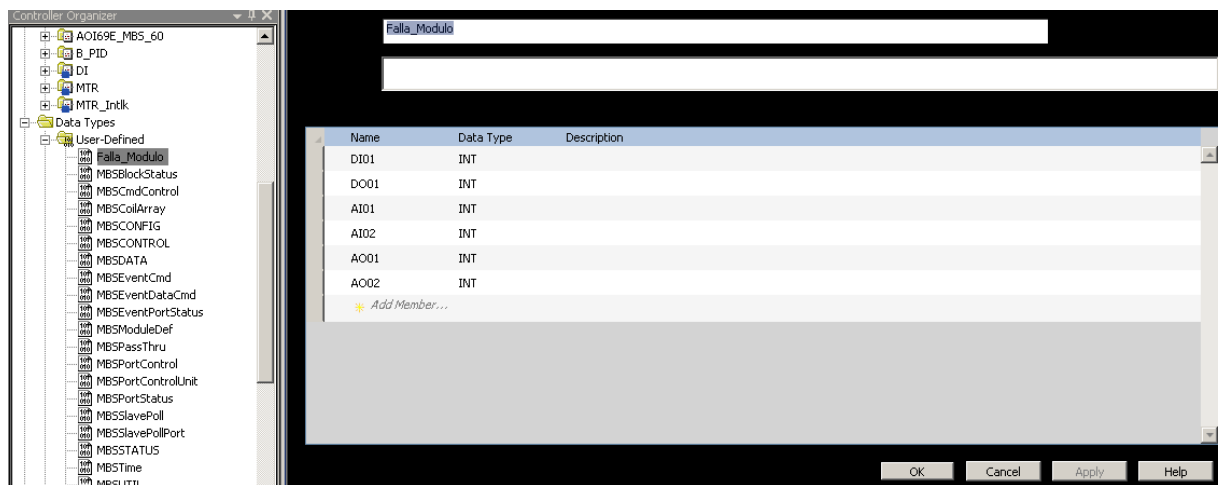 Controller Organizer
AOI69E_MBS_60
B_PID
DI
MTR
MTR_Intlk
Data Types
User-Defined
Falla_Modulo
MBSBlockStatus
MBSCmdControl
MBSCoilArray
MBSCONFIG
MBSCONTROL
MBSDATA
MBSEventCmd
MBSEventDataCmd
MBSEventPortStatus
MBSModuleDef
MBSPassThru
MBSPortControl
MBSPortControlUnit
MBSPortStatus
MBSSlavePoll
MBSSlavePollPort
MBSSTATUS
MBSTime
MBSUTIL
Falla_Modulo
Name Data Type Description
DI01 INT
DO01 INT
AI01 INT
AI02 INT
AO01 INT
AO02 INT
Add Member...
OK Cancel Apply Help